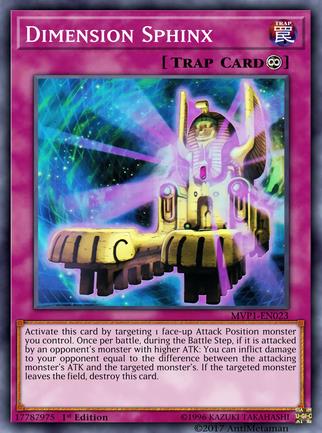 Dimension Sphinx
TRAP
罠
[Trap Card]
MVP1-EN023
Activate this card by targeting 1 face-up Attack Position monster
you control. Once per battle, during the Battle Step, if it is attacked
by an opponent's monster with higher ATK: You can inflict
damage to your opponent equal to the difference between the attacking
monster's ATK and the targeted monster's. If the targeted monster
leaves the field, destroy this card.
17787975 1st Edition ©1996 KAZUKI TAKAHASHI
©2017 AntiMetaman